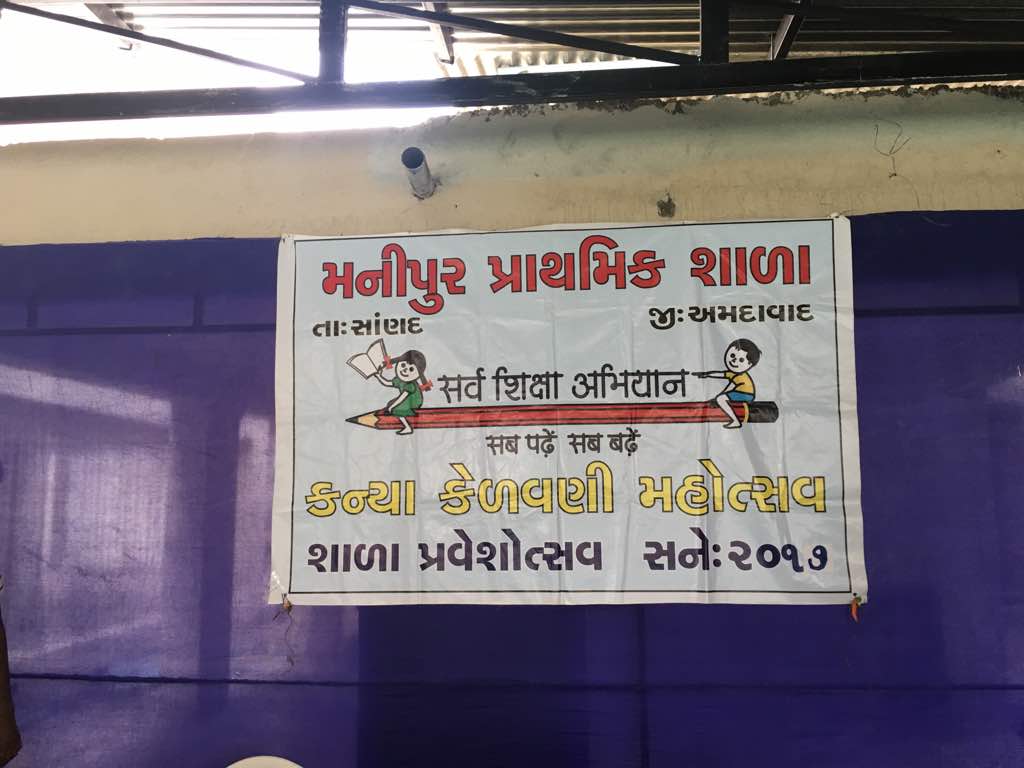 મનીપુર પ્રાથમિક શાળા
તા:સાંણદ જી:અમદાવાદ
सर्व शिक्षा अभियान
सब पढ़ें सब बढ़ें
કન્યા કેળવણી મહોત્સવ
શાળા પ્રવેશોત્સવ સને:૨૦૧૭